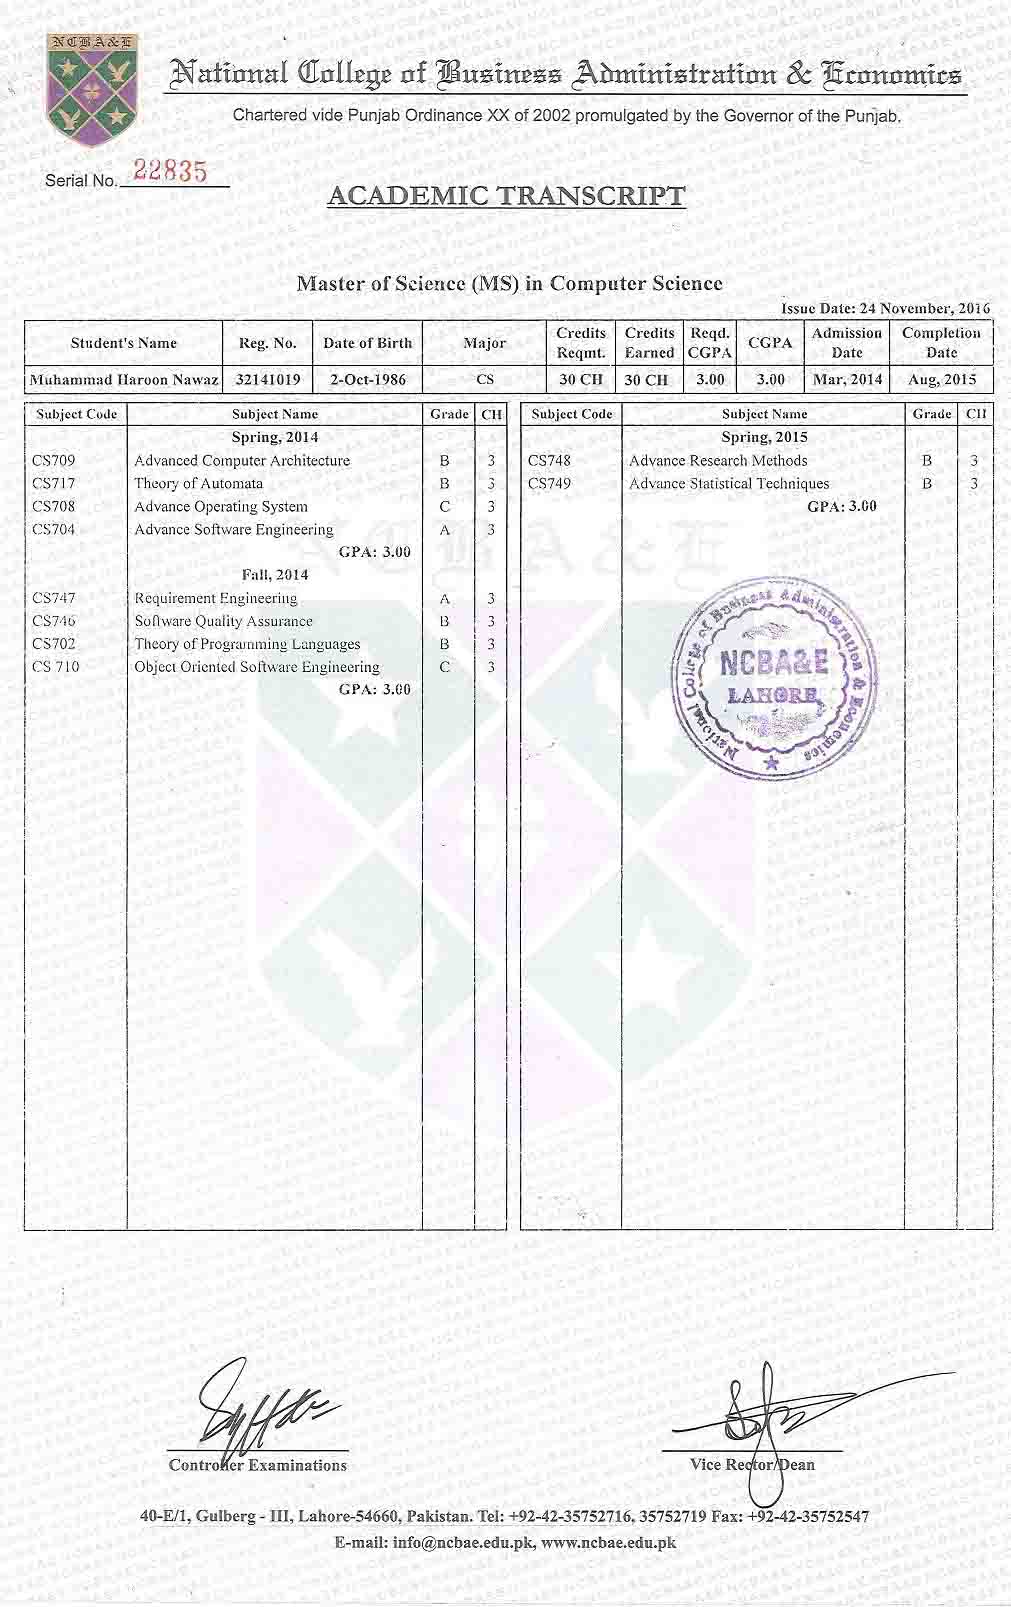 NCBA&E
National College of Business Administration & Economics
Chartered vide Punjab Ordinance XX of 2002 promulgated by the Governor of the Punjab.
Serial No. 22835
ACADEMIC TRANSCRIPT
Master of Science (MS) in Computer Science
Issue Date: 24 November, 2016
Student's Name Reg. No. Date of Birth Major Credits Reqmt. Credits Earned Reqd. CGPA CGPA Admission Date Completion Date
Muhammad Haroon Nawaz 32141019 2-Oct-1986 CS 30 CH 30 CH 3.00 3.00 Mar, 2014 Aug, 2015
Subject Code Subject Name Grade CH
Spring, 2014
CS709 Advanced Computer Architecture B 3
CS717 Theory of Automata B 3
CS708 Advance Operating System C 3
CS704 Advance Software Engineering A 3
GPA: 3.00
Fall, 2014
CS747 Requirement Engineering A 3
CS746 Software Quality Assurance B 3
CS702 Theory of Programming Languages B 3
CS 710 Object Oriented Software Engineering C 3
GPA: 3.00
Subject Code Subject Name Grade CH
Spring, 2015
CS748 Advance Research Methods B 3
CS749 Advance Statistical Techniques B 3
GPA: 3.00
National College of Business Administration & Economics
NCBA&E
LAHORE
Controller Examinations
Vice Rector/Dean
40-E/1, Gulberg - III, Lahore-54660, Pakistan. Tel: +92-42-35752716, 35752719 Fax: +92-42-35752547
E-mail: info@ncbae.edu.pk, www.ncbae.edu.pk